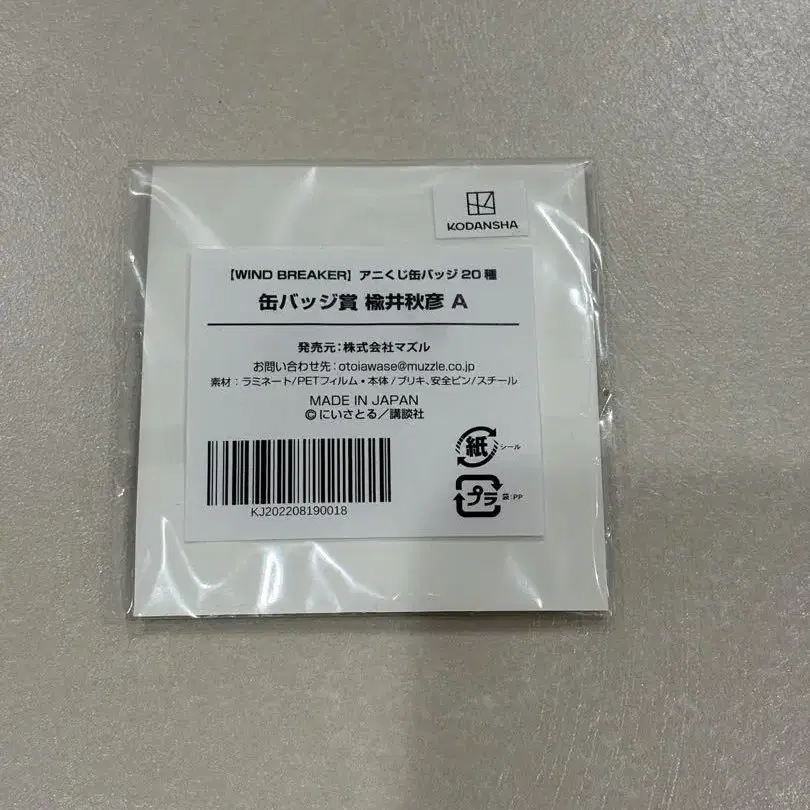 KODANSHA
【WIND BREAKER】アニくじ缶バッジ20種
缶バッジ賞 楡井秋彦 A
発売元:株式会社マズル
お問い合わせ先:otoiawase@muzzle.co.jp
素材:ラミネート/PETフィルム・本体/ブリキ、安全ピン/スチール
MADE IN JAPAN
©にいさとる/講談社
紙 シール
プラ 袋:PP
KJ202208190018